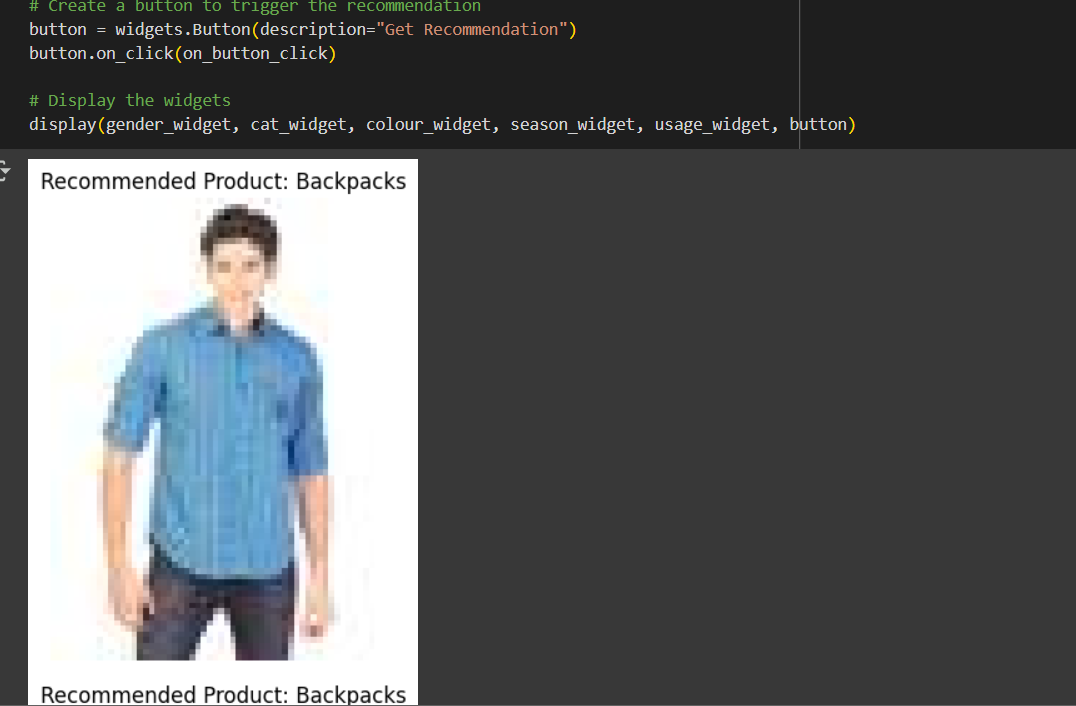 # Create a button to trigger the recommendation
button = widgets.Button(description="Get Recommendation")
button.on_click(on_button_click)
# Display the widgets
display(gender_widget, cat_widget, colour_widget, season_widget, usage_widget, button)
Recommended Product: Backpacks
Recommended Product: Backpacks